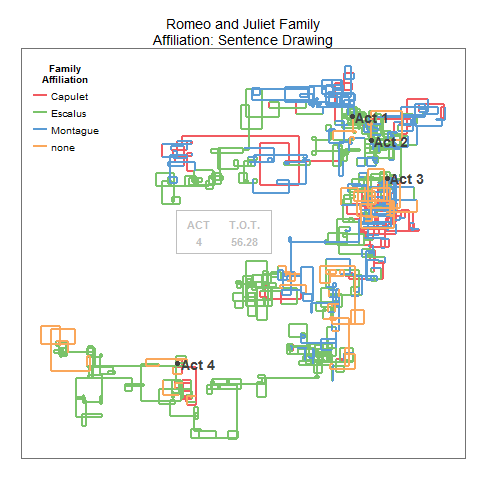 Romeo and Juliet Family
Affiliation: Sentence Drawing
Family
Affiliation
Capulet
Escalus
Montague
none
Act 1
Act 2
Act 3
ACT T.O.T.
4 56.28
Act 4